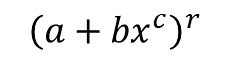 (a + bx^c)^r